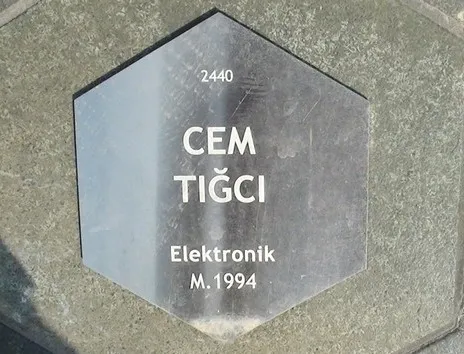 2440
CEM
TIĞCI
Elektronik
M.1994